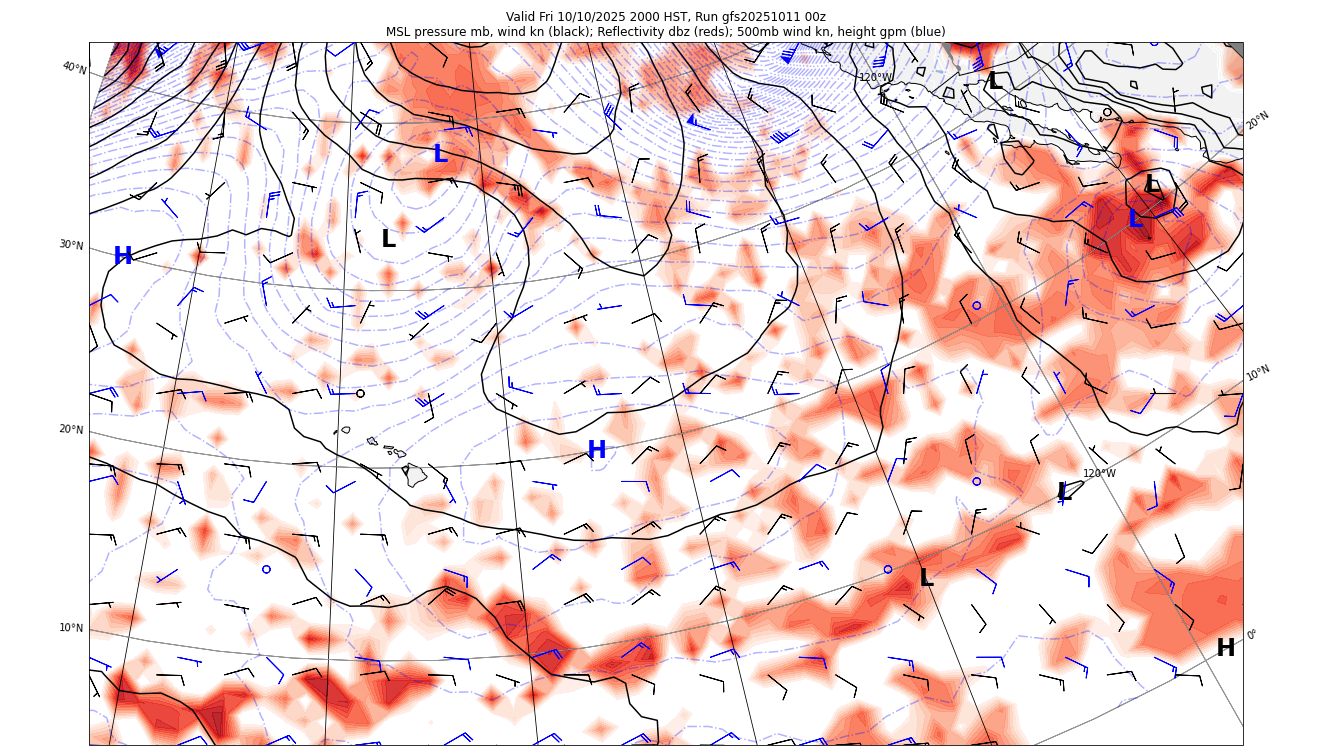 Valid Fri 10/10/2025 2000 HST, Run gfs20251011 00z
MSL pressure mb, wind kn (black); Reflectivity dbz (reds); 500mb wind kn, height gpm (blue)
40°N
120°W
L
20°N
L
L
L
H
L
30°N
10°N
20°N
H
120°W
L
L
10°N
0°
H